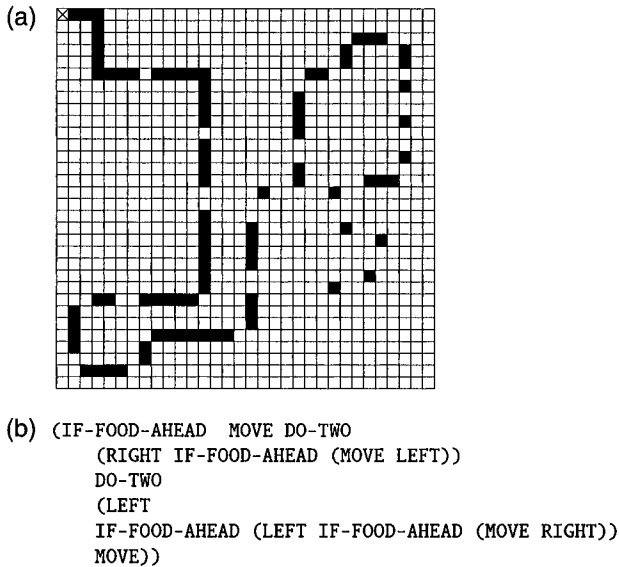 (a)
(b) (IF-FOOD-AHEAD MOVE DO-TWO
(RIGHT IF-FOOD-AHEAD (MOVE LEFT))
DO-TWO
(LEFT
IF-FOOD-AHEAD (LEFT IF-FOOD-AHEAD (MOVE RIGHT))
MOVE))